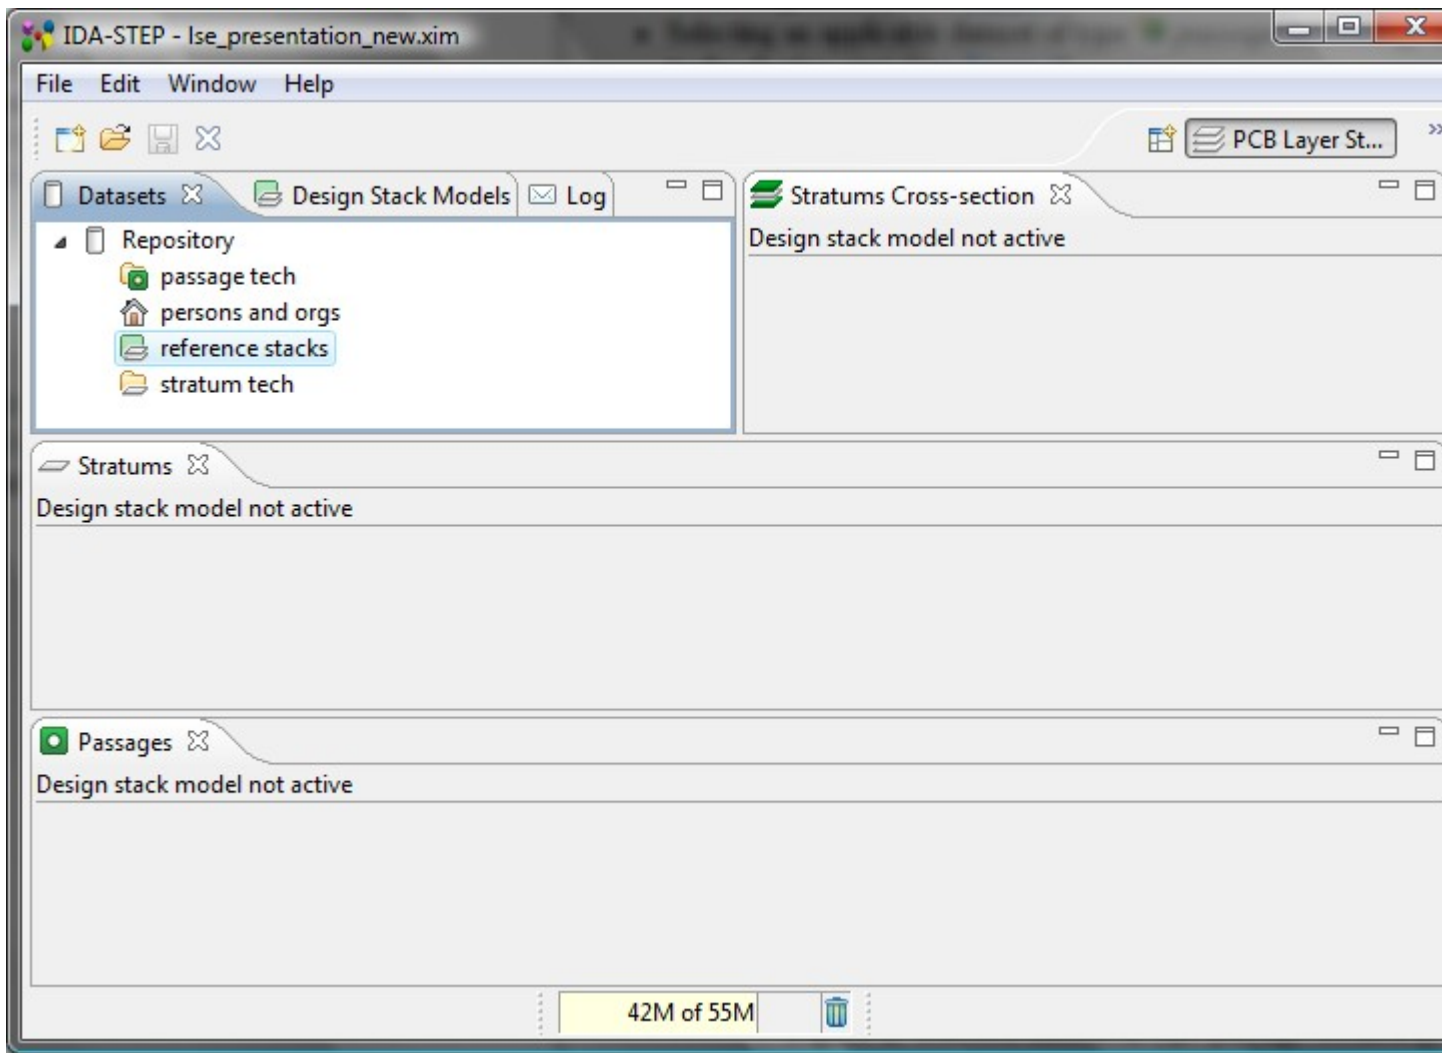 IDA-STEP - lse_presentation_new.xim
File Edit Window Help
PCB Layer St...
Datasets Design Stack Models Log
Stratums Cross-section
Repository
passage tech
persons and orgs
reference stacks
stratum tech
Design stack model not active
Stratums
Design stack model not active
Passages
Design stack model not active
42M of 55M